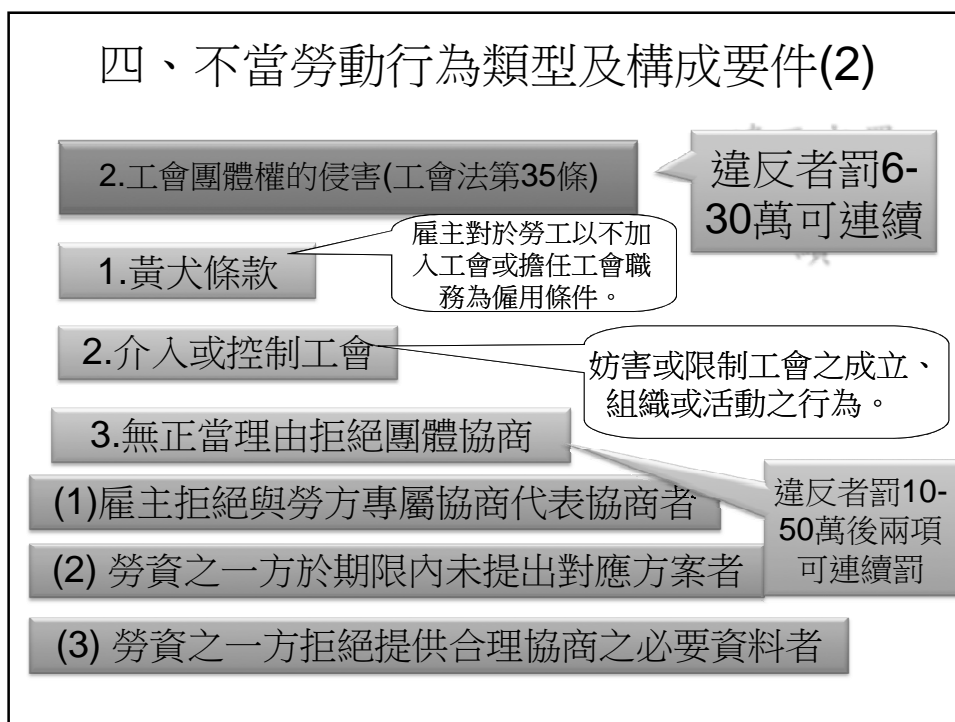 四、不當勞動行為類型及構成要件(2)
2.工會團體權的侵害(工會法第35條)
違反者罰6-
30萬可連續
1.黃犬條款
雇主對於勞工以不加
入工會或擔任工會職
務為僱用條件。
2.介入或控制工會
妨害或限制工會之成立、
組織或活動之行為。
3.無正當理由拒絕團體協商
(1)雇主拒絕與勞方專屬協商代表協商者
違反者罰10-
50萬後兩項
可連續罰
(2) 勞資之一方於期限內未提出對應方案者
(3) 勞資之一方拒絕提供合理協商之必要資料者